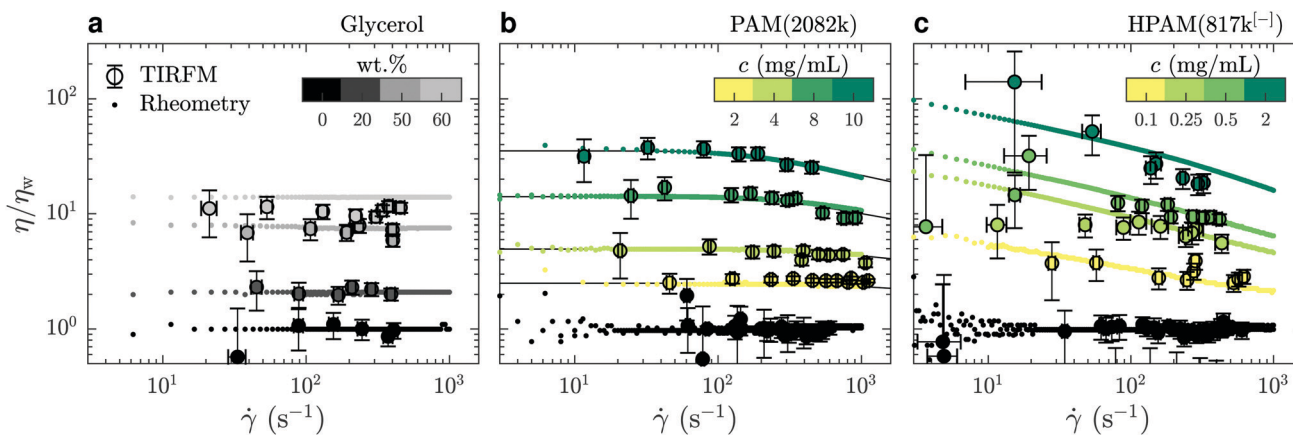 a Glycerol
b PAM(2082k)
c HPAM(817k[−])
TIRFM
Rheometry
wt.%
0 20 50 60
c (mg/mL)
2 4 8 10
c (mg/mL)
0.1 0.25 0.5 2
η/ηw
10² 
10¹
10⁰
10¹ 10² 10³
γ̇ (s⁻¹)
10¹ 10² 10³
γ̇ (s⁻¹)
10¹ 10² 10³
γ̇ (s⁻¹)